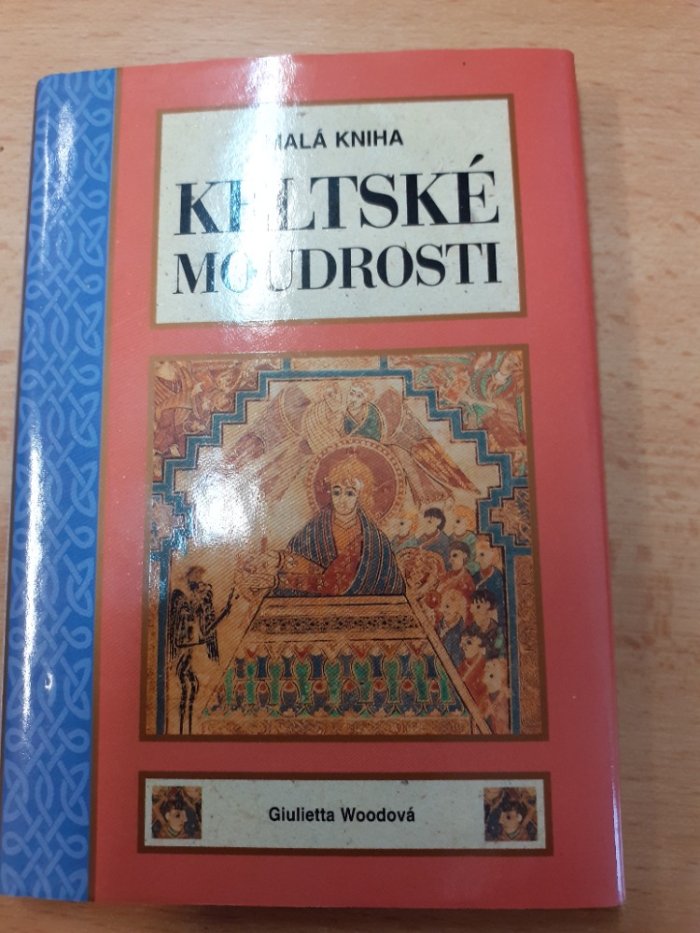 MALÁ KNIHA
KELTSKÉ
MOUDROSTI
Giulietta Woodová